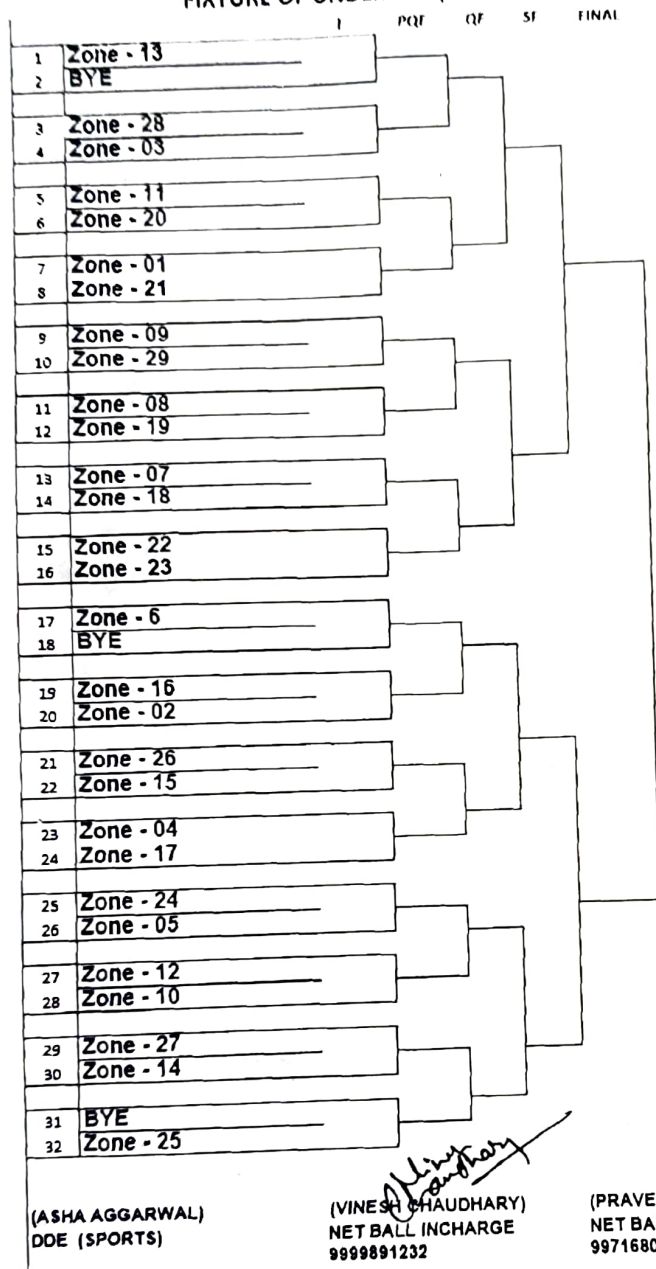 FIXTURE OF UNDER
I PQF QF SF FINAL
1 Zone - 13
2 BYE
3 Zone - 28
4 Zone - 03
5 Zone - 11
6 Zone - 20
7 Zone - 01
8 Zone - 21
9 Zone - 09
10 Zone - 29
11 Zone - 08
12 Zone - 19
13 Zone - 07
14 Zone - 18
15 Zone - 22
16 Zone - 23
17 Zone - 6
18 BYE
19 Zone - 16
20 Zone - 02
21 Zone - 26
22 Zone - 15
23 Zone - 04
24 Zone - 17
25 Zone - 24
26 Zone - 05
27 Zone - 12
28 Zone - 10
29 Zone - 27
30 Zone - 14
31 BYE
32 Zone - 25
Chaudhary
(ASHA AGGARWAL)
DDE (SPORTS)
(VINESH CHAUDHARY)
NET BALL INCHARGE
9999891232
(PRAVE
NET BA
9971680